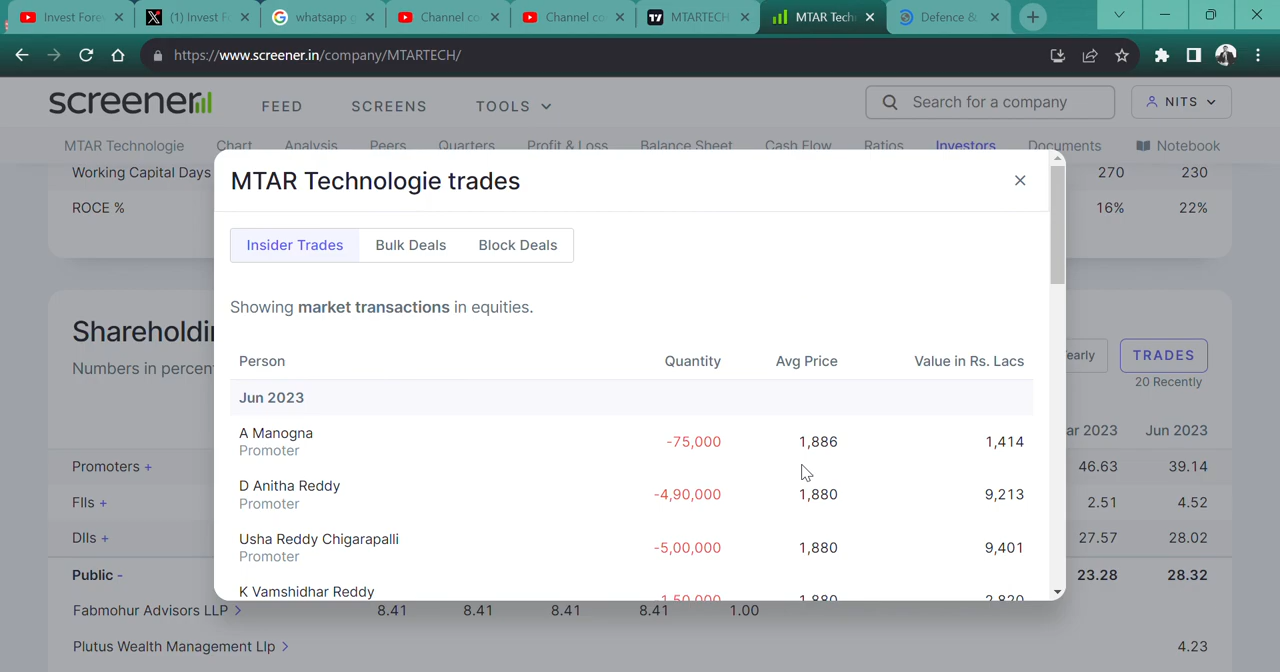 Invest Fore
(1) Invest F
whatsapp g
Channel co
Channel co
MTARTECH
MTAR Tech
Defence &
https://www.screener.in/company/MTARTECH/
screener
FEED
SCREENS
TOOLS
Search for a company
NITS
MTAR Technologie
Chart
Analysis
Peers
Quarters
Profit & Loss
Balance Sheet
Cash Flow
Ratios
Investors
Documents
Notebook
Working Capital Days
270
230
ROCE %
16%
22%
MTAR Technologie trades
Insider Trades
Bulk Deals
Block Deals
Showing market transactions in equities.
Person
Quantity
Avg Price
Value in Rs. Lacs
Jun 2023
A Manogna
Promoter
-75,000
1,886
1,414
D Anitha Reddy
Promoter
-4,90,000
1,880
9,213
Usha Reddy Chigarapalli
Promoter
-5,00,000
1,880
9,401
K Vamshidhar Reddy
-1,50,000
1,880
2,820
Shareholdi
Numbers in percen
early
TRADES
20 Recently
ar 2023
Jun 2023
Promoters +
46.63
39.14
FIIs +
2.51
4.52
DIIs +
27.57
28.02
Public -
23.28
28.32
Fabmohur Advisors LLP
8.41
8.41
8.41
8.41
1.00
Plutus Wealth Management Llp
4.23